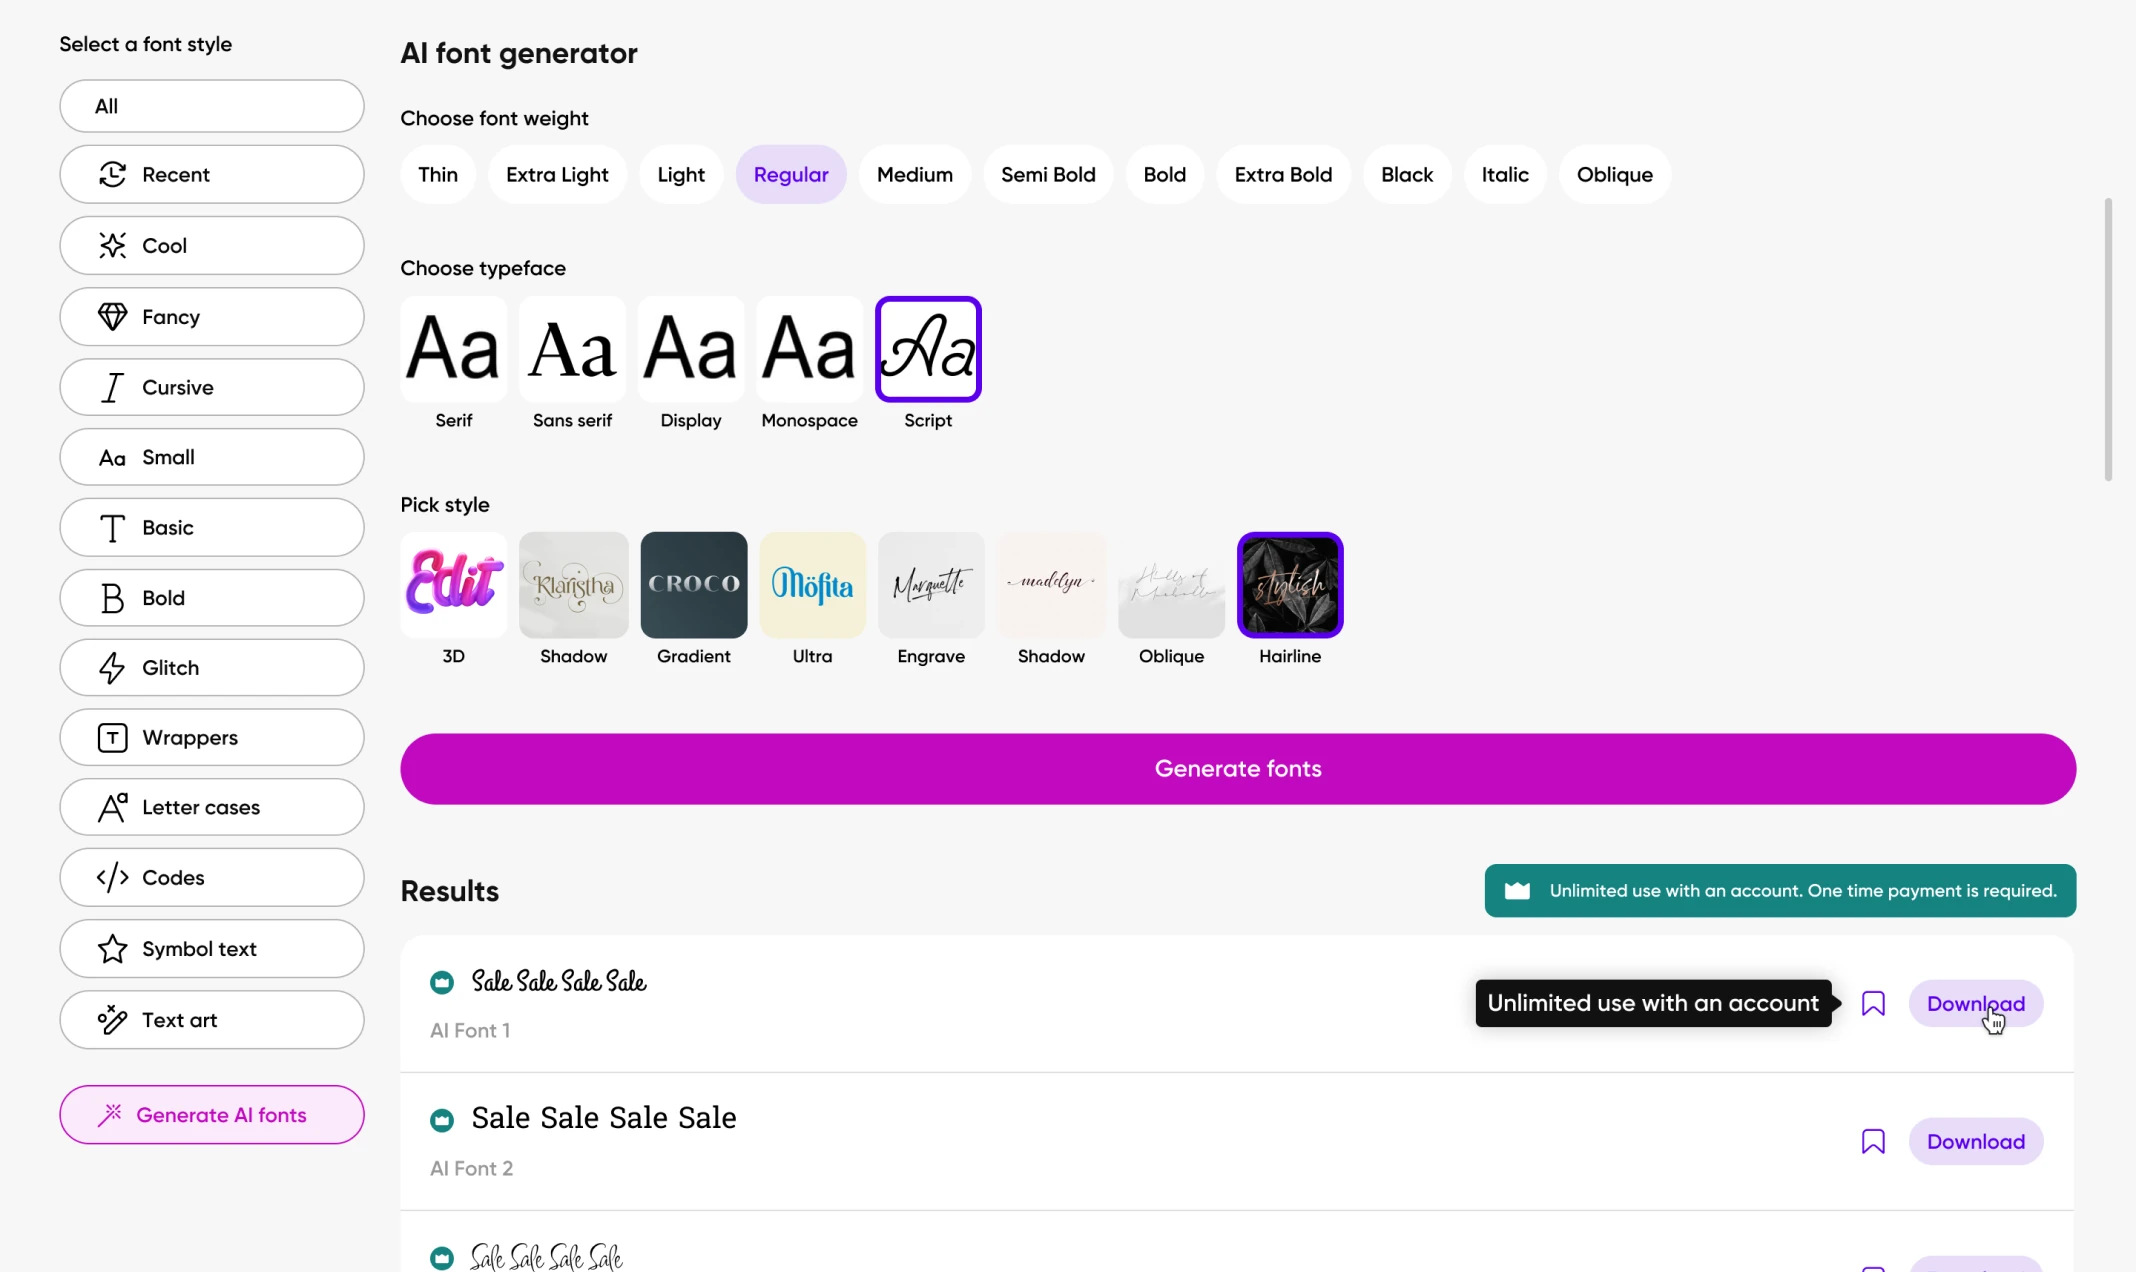 Select a font style
All
Recent
Cool
Fancy
Cursive
Aa Small
Basic
Bold
Glitch
T Wrappers
Letter cases
</> Codes
Symbol text
Text art
Generate AI fonts
AI font generator
Choose font weight
Thin Extra Light Light Regular Medium Semi Bold Bold Extra Bold Black Italic Oblique
Choose typeface
Aa Aa Aa Aa Aa
Serif Sans serif Display Monospace Script
Pick style
Edit Klaristha CROCO Möfita Marquette madelyn stylish
3D Shadow Gradient Ultra Engrave Shadow Oblique Hairline
Generate fonts
Results
Unlimited use with an account. One time payment is required.
Sale Sale Sale Sale
AI Font 1
Unlimited use with an account
Download
Sale Sale Sale Sale
AI Font 2
Download
Sale Sale Sale Sale